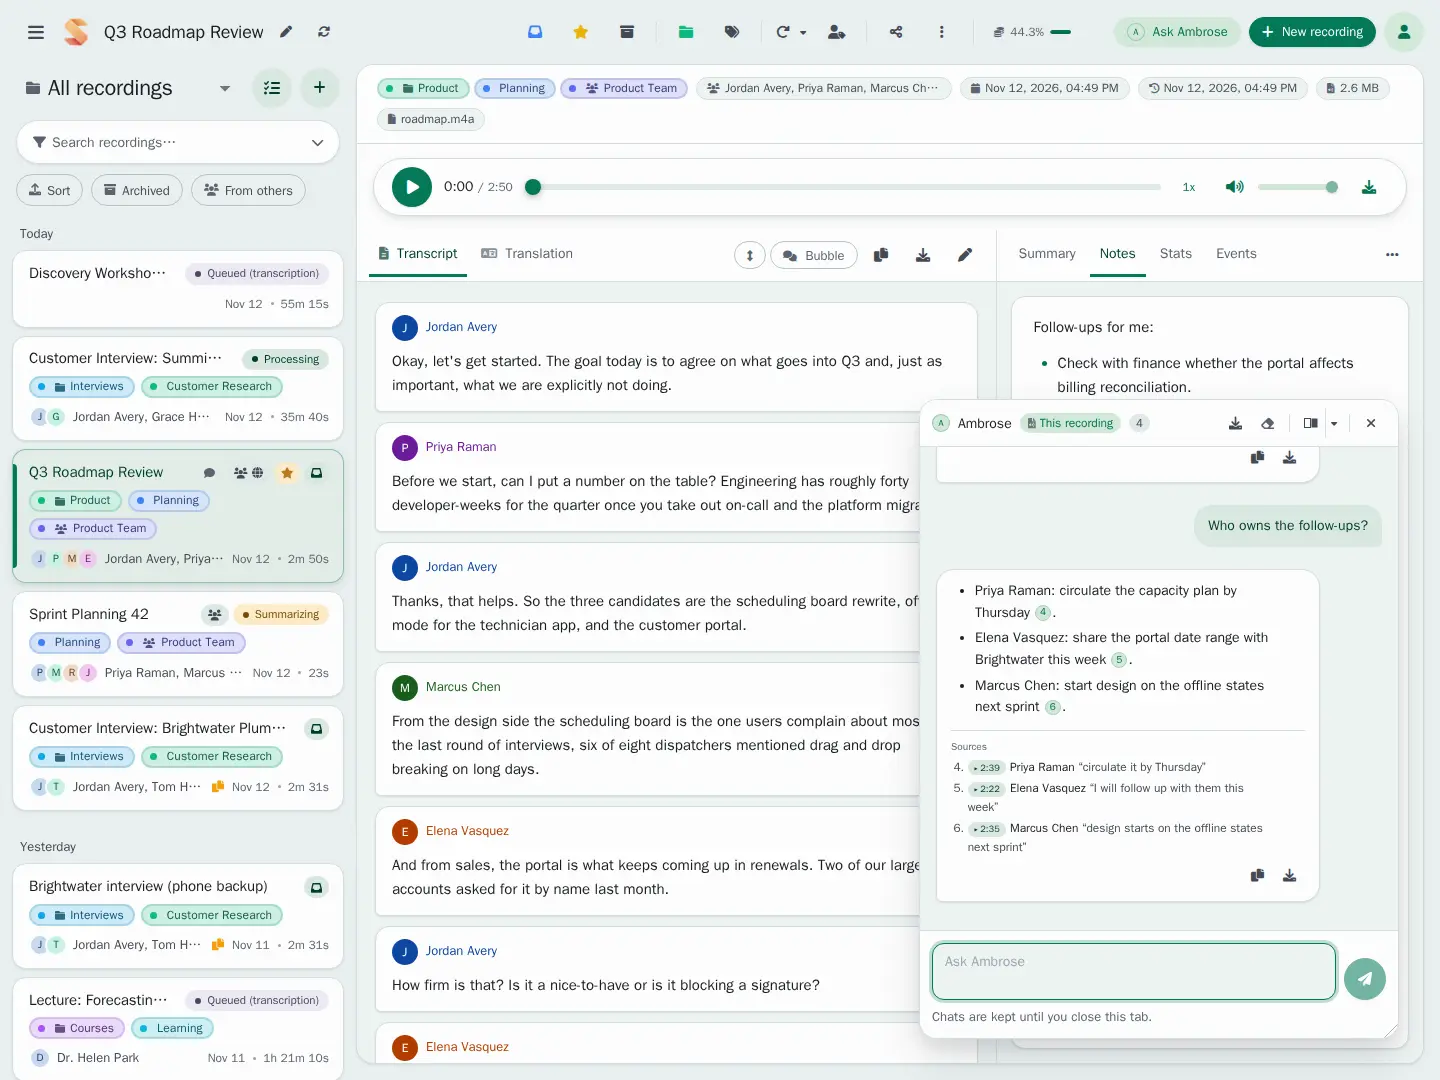 Q3 Roadmap Review
44.3%
A Ask Ambrose
New recording
All recordings
Search recordings···
Sort
Archived
From others
Today
Discovery Worksho··· Queued (transcription)
Nov 12 • 55m 15s
Customer Interview: Summi··· Processing
Interviews Customer Research
J G Jordan Avery, Grace H··· Nov 12 • 35m 40s
Q3 Roadmap Review
Product Planning
Product Team
J P M E Jordan Avery, Priya··· Nov 12 • 2m 50s
Sprint Planning 42 Summarizing
Planning Product Team
P M R J Priya Raman, Marcus ··· Nov 12 • 23s
Customer Interview: Brightwater Plum···
Interviews Customer Research
J T Jordan Avery, Tom H··· Nov 12 • 2m 31s
Yesterday
Brightwater interview (phone backup)
Interviews Customer Research
J T Jordan Avery, Tom H··· Nov 11 • 2m 31s
Lecture: Forecastin··· Queued (transcription)
Courses Learning
D Dr. Helen Park Nov 11 • 1h 21m 10s
Product Planning Product Team Jordan Avery, Priya Raman, Marcus Ch··· Nov 12, 2026, 04:49 PM Nov 12, 2026, 04:49 PM 2.6 MB
roadmap.m4a
0:00 / 2:50 1x
Transcript Translation Bubble
J Jordan Avery
Okay, let's get started. The goal today is to agree on what goes into Q3 and, just as
important, what we are explicitly not doing.
P Priya Raman
Before we start, can I put a number on the table? Engineering has roughly forty
developer-weeks for the quarter once you take out on-call and the platform migra
J Jordan Avery
Thanks, that helps. So the three candidates are the scheduling board rewrite, of
mode for the technician app, and the customer portal.
M Marcus Chen
From the design side the scheduling board is the one users complain about mos
the last round of interviews, six of eight dispatchers mentioned drag and drop
breaking on long days.
E Elena Vasquez
And from sales, the portal is what keeps coming up in renewals. Two of our large
accounts asked for it by name last month.
J Jordan Avery
How firm is that? Is it a nice-to-have or is it blocking a signature?
E Elena Vasquez
Summary Notes Stats Events
Follow-ups for me:
• Check with finance whether the portal affects
billing reconciliation.
A Ambrose This recording 4
Who owns the follow-ups?
• Priya Raman: circulate the capacity plan by
Thursday 4.
• Elena Vasquez: share the portal date range with
Brightwater this week 5.
• Marcus Chen: start design on the offline states
next sprint 6.
Sources
4. 2:39 Priya Raman “circulate it by Thursday”
5. 2:22 Elena Vasquez “I will follow up with them this
week”
6. 2:35 Marcus Chen “design starts on the offline states
next sprint”
Ask Ambrose
Chats are kept until you close this tab.